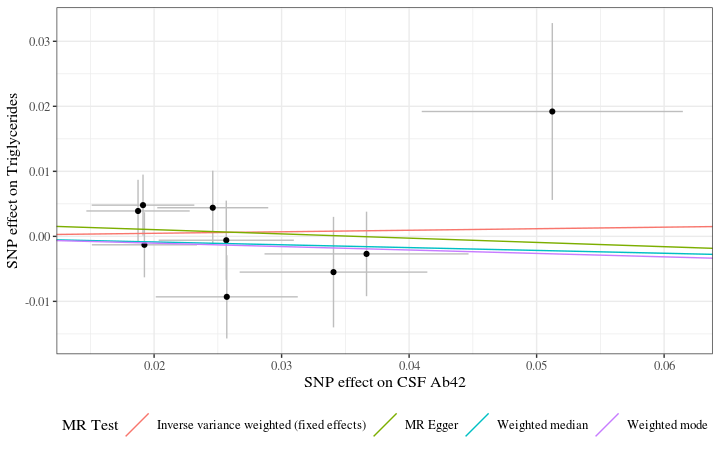 SNP effect on Triglycerides
0.03
0.02
0.01
0.00
-0.01
0.02 0.03 0.04 0.05 0.06
SNP effect on CSF Ab42
MR Test Inverse variance weighted (fixed effects) MR Egger Weighted median Weighted mode